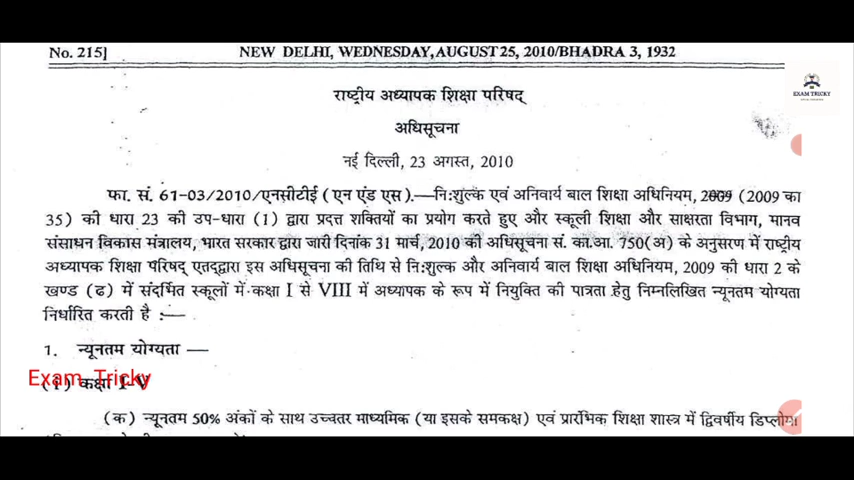 No. 215]
NEW DELHI, WEDNESDAY, AUGUST 25, 2010/BHADRA 3, 1932
EXAM TRICKY
राष्ट्रीय अध्यापक शिक्षा परिषद्
अधिसूचना
नई दिल्ली, 23 अगस्त, 2010
फा. सं. 61-03/2010/एनसीटीई ( एन एंड एस ).—निःशुल्क एवं अनिवार्य बाल शिक्षा अधिनियम, 2009 (2009 का
35) की धारा 23 की उप-धारा (1) द्वारा प्रदत्त शक्तियों का प्रयोग करते हुए और स्कूली शिक्षा और साक्षरता विभाग, मानव
संसाधन विकास मंत्रालय, भारत सरकार द्वारा जारी दिनांक 31 मार्च, 2010 की अधिसूचना सं. का.आ. 750(अ) के अनुसरण में राष्ट्रीय
अध्यापक शिक्षा परिषद् एतद्द्वारा इस अधिसूचना की तिथि से निःशुल्क और अनिवार्य बाल शिक्षा अधिनियम, 2009 की धारा 2 के
खण्ड (ढ) में संदर्भित स्कूलों में कक्षा I से VIII में अध्यापक के रूप में नियुक्ति की पात्रता हेतु निम्नलिखित न्यूनतम योग्यता
निर्धारित करती है :—
1. न्यूनतम योग्यता —
Exam Tricky
(i) कक्षा I-V
(क) न्यूनतम 50% अंकों के साथ उच्चतर माध्यमिक (या इसके समकक्ष) एवं प्रारंभिक शिक्षा शास्त्र में द्विवर्षीय डिप्लोमा